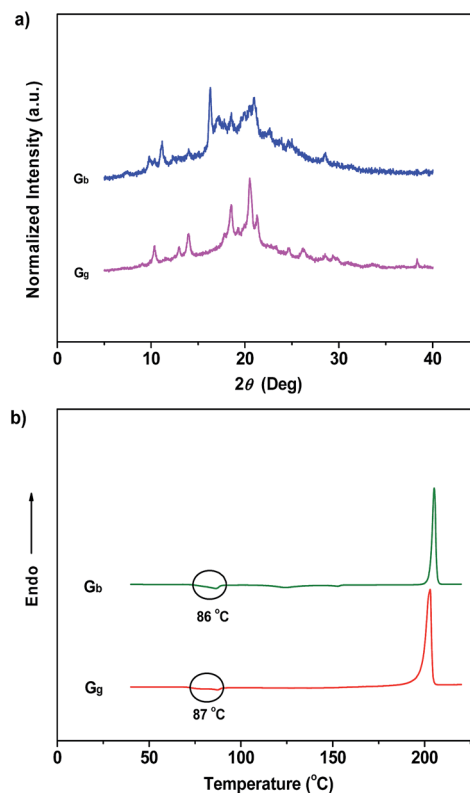 a)
Normalized Intensity (a.u.)
Gb
Gg
0 10 20 30 40
2θ (Deg)
b)
Endo
Gb
86 °C
Gg
87 °C
0 50 100 150 200
Temperature (°C)